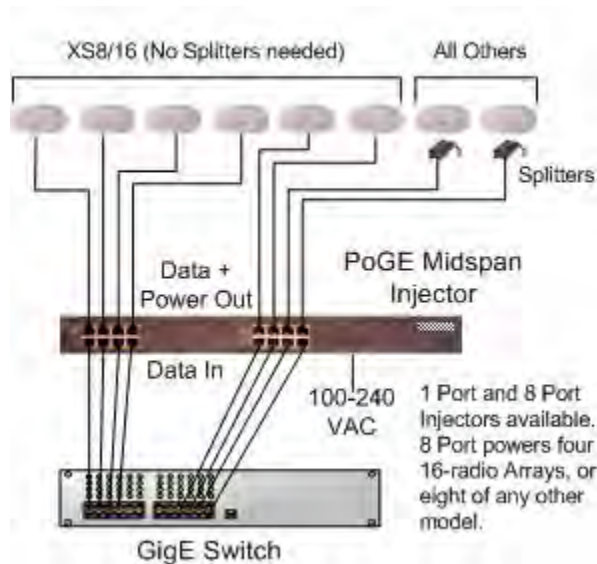 XS8/16 (No Splitters needed)
All Others
Splitters
Data +
Power Out
PoGE Midspan
Injector
Data In
100-240
VAC
1 Port and 8 Port
Injectors available.
8 Port powers four
16-radio Arrays, or
eight of any other
model.
GigE Switch